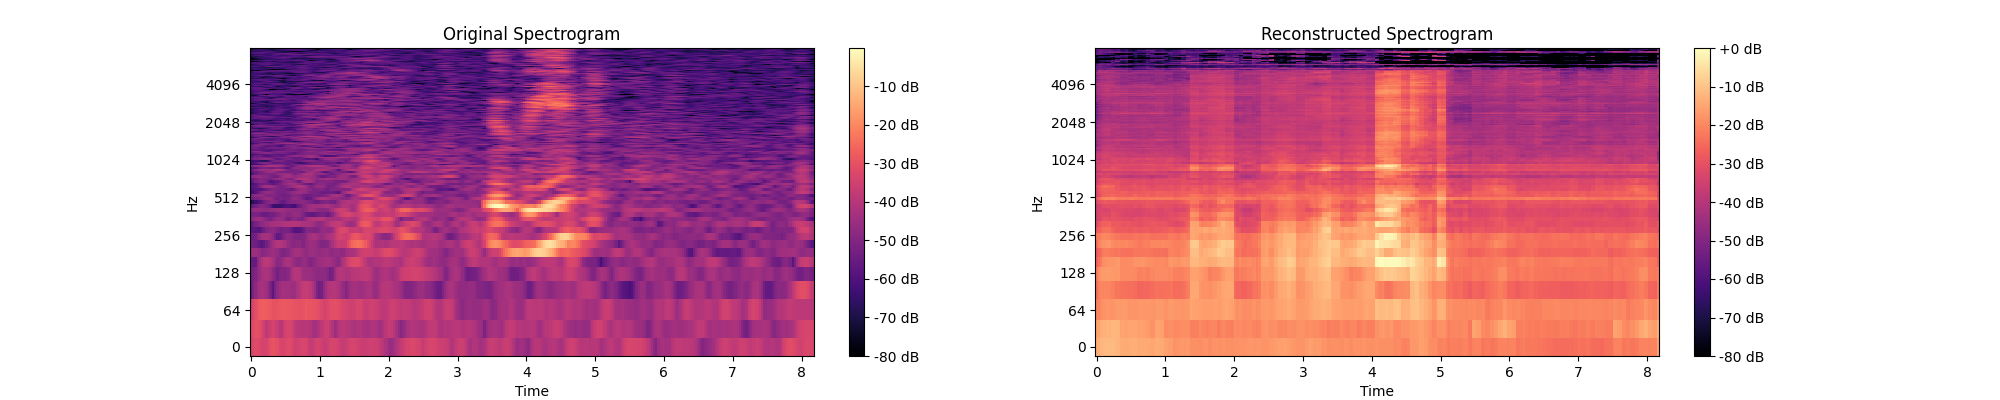 Original Spectrogram
4096
2048
1024
512
256
128
64
0
Hz
0 1 2 3 4 5 6 7 8
Time
-10 dB
-20 dB
-30 dB
-40 dB
-50 dB
-60 dB
-70 dB
-80 dB
Reconstructed Spectrogram
4096
2048
1024
512
256
128
64
0
Hz
0 1 2 3 4 5 6 7 8
Time
+0 dB
-10 dB
-20 dB
-30 dB
-40 dB
-50 dB
-60 dB
-70 dB
-80 dB